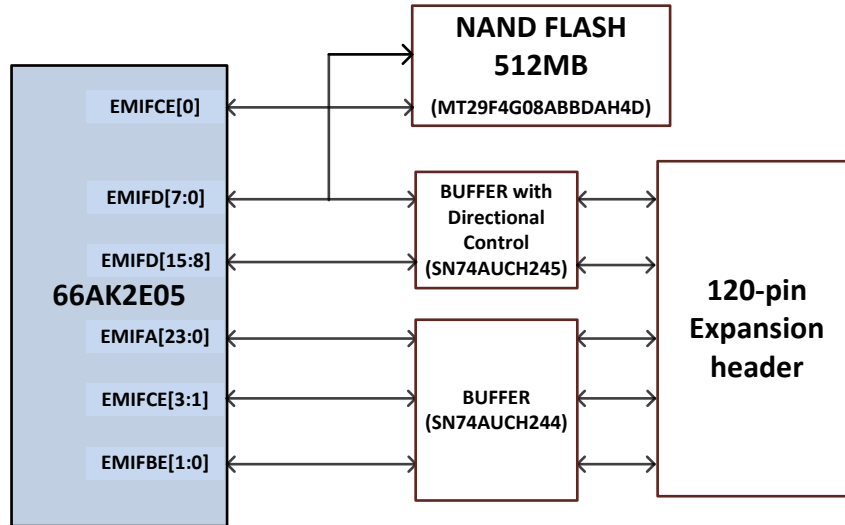 NAND FLASH
512MB
(MT29F4G08ABBDAH4D)
EMIFCE[0]
EMIFD[7:0]
EMIFD[15:8]
66AK2E05
EMIFA[23:0]
EMIFCE[3:1]
EMIFBE[1:0]
BUFFER with
Directional
Control
(SN74AUCH245)
BUFFER
(SN74AUCH244)
120-pin
Expansion
header